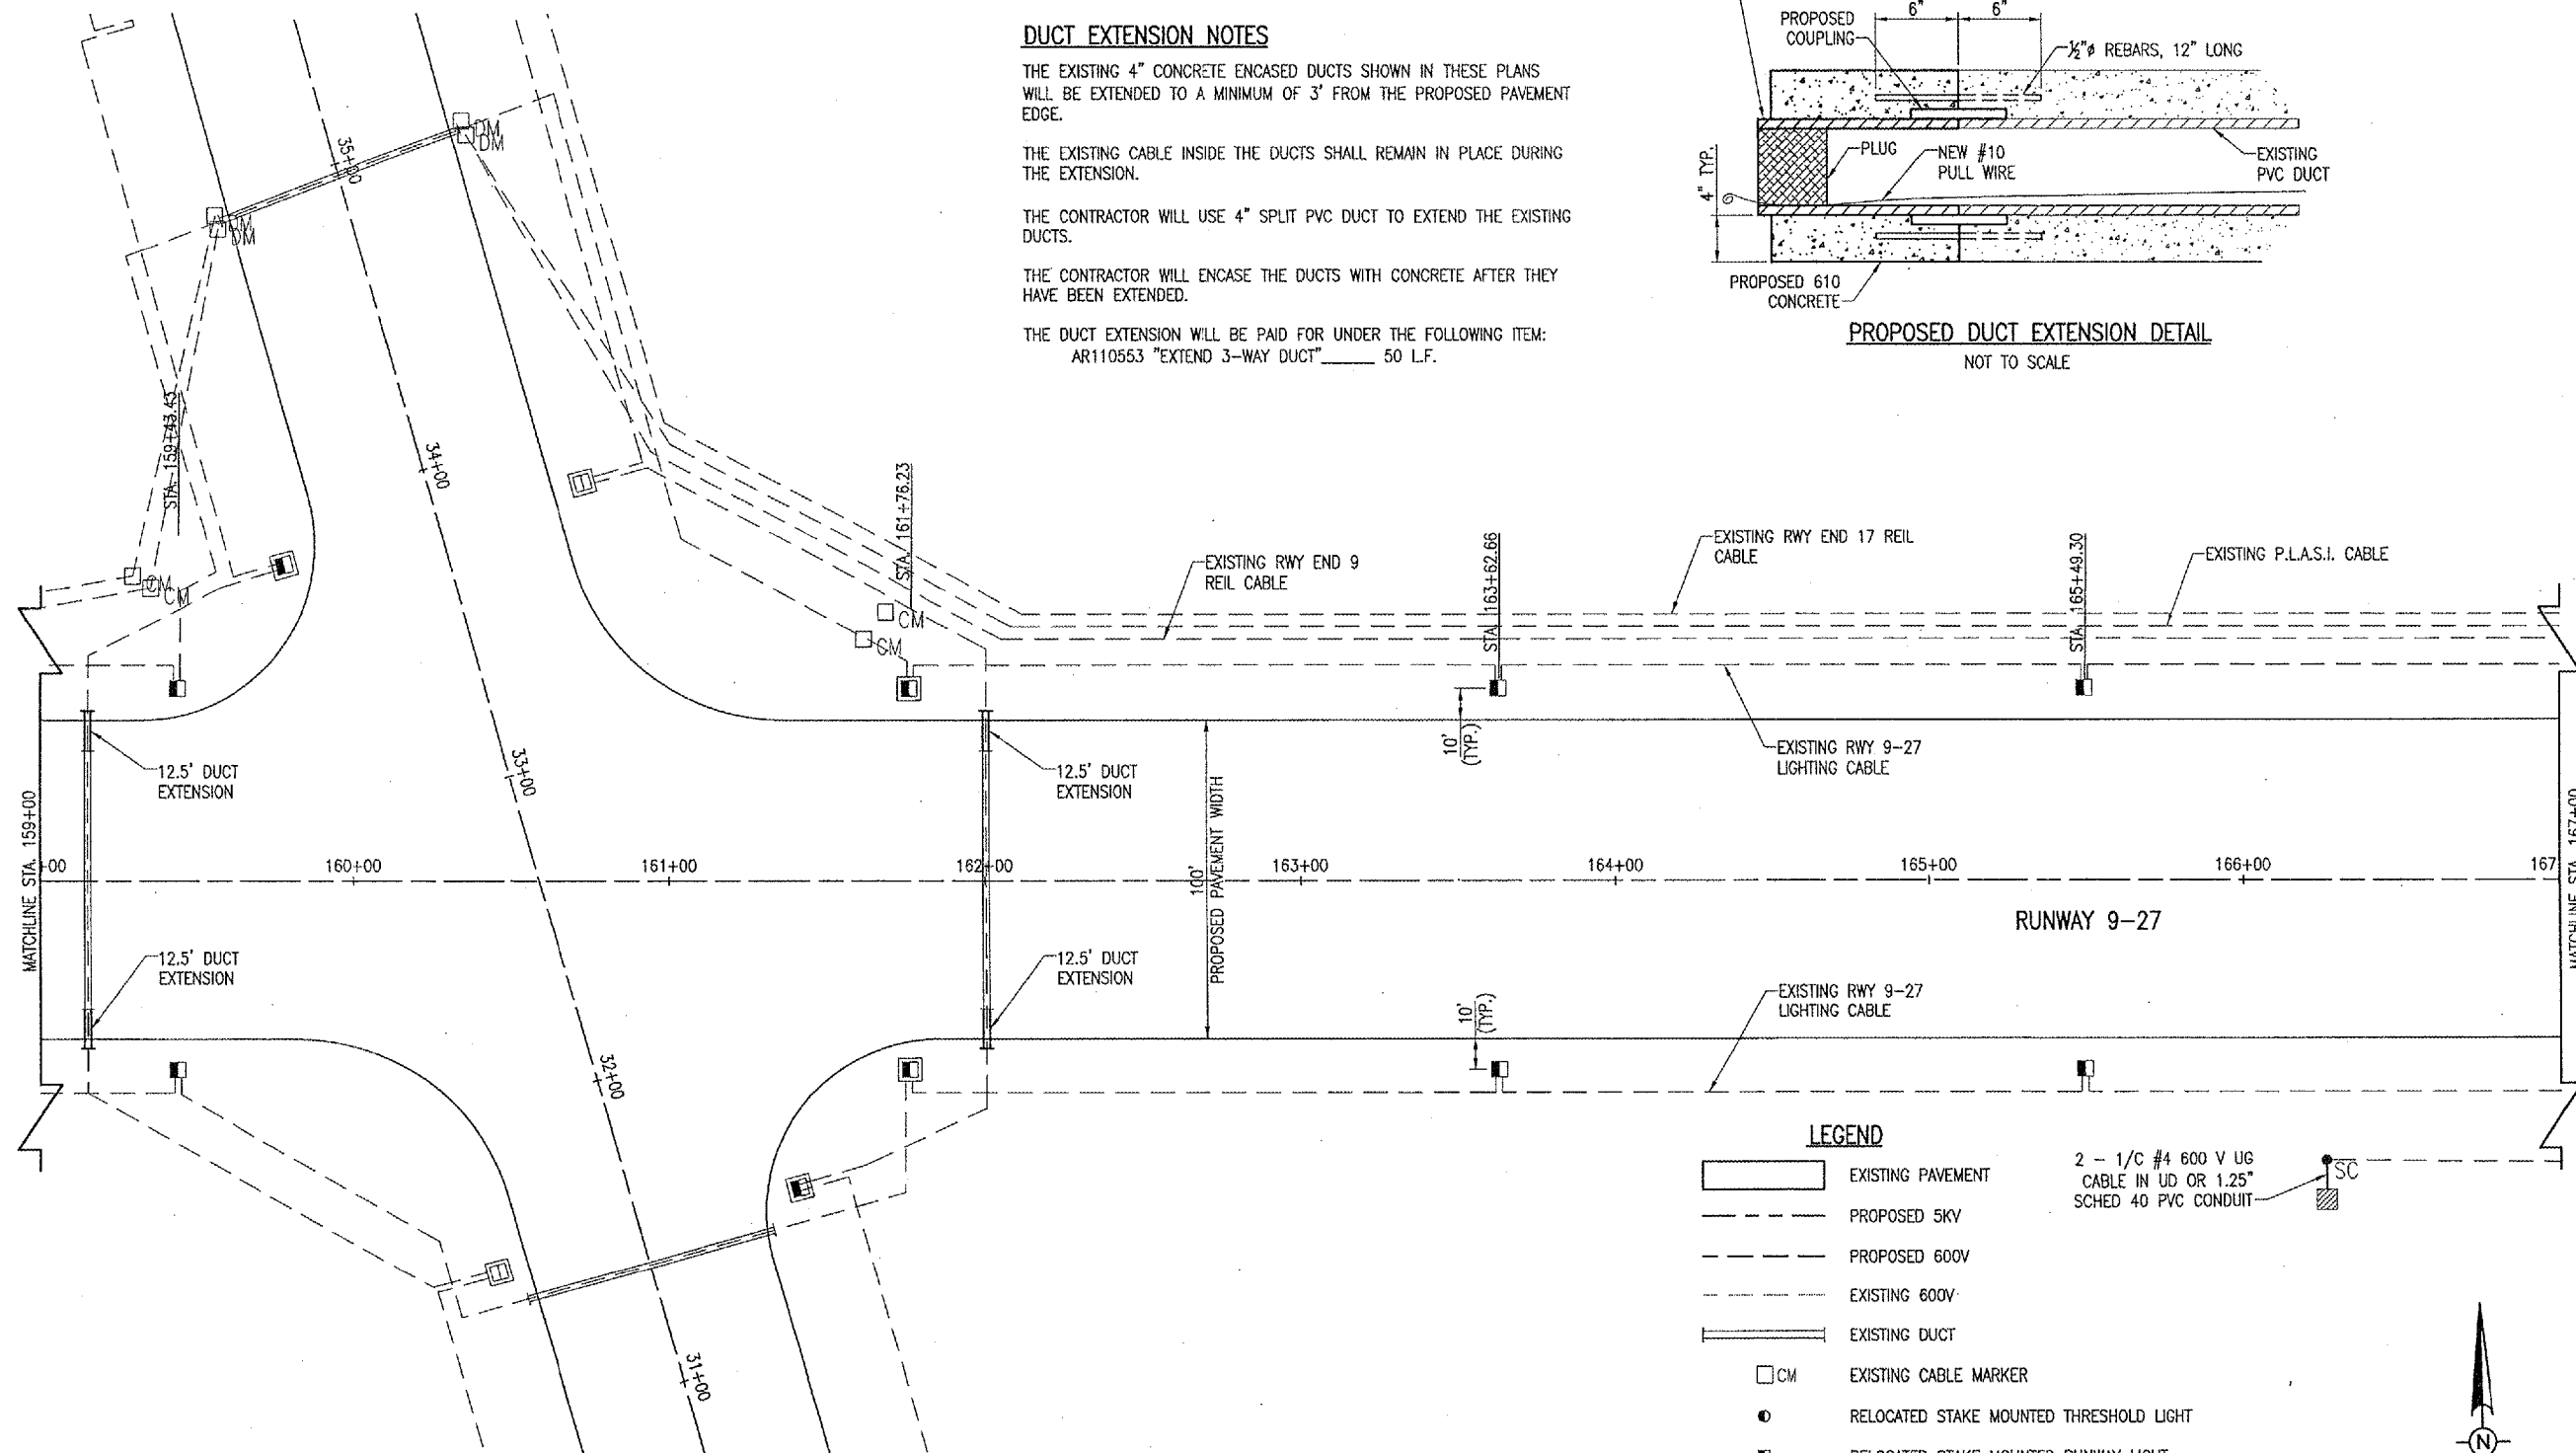 DUCT EXTENSION NOTES
THE EXISTING 4" CONCRETE ENCASED DUCTS SHOWN IN THESE PLANS
WILL BE EXTENDED TO A MINIMUM OF 3' FROM THE PROPOSED PAVEMENT
EDGE.
THE EXISTING CABLE INSIDE THE DUCTS SHALL REMAIN IN PLACE DURING
THE EXTENSION.
THE CONTRACTOR WILL USE 4" SPLIT PVC DUCT TO EXTEND THE EXISTING
DUCTS.
THE CONTRACTOR WILL ENCASE THE DUCTS WITH CONCRETE AFTER THEY
HAVE BEEN EXTENDED.
THE DUCT EXTENSION WILL BE PAID FOR UNDER THE FOLLOWING ITEM:
AR110553 "EXTEND 3-WAY DUCT"______ 50 L.F.
6" 6"
PROPOSED
COUPLING
½"ø REBARS, 12" LONG
PLUG
NEW #10
PULL WIRE
EXISTING
PVC DUCT
4" TYP.
PROPOSED 610
CONCRETE
PROPOSED DUCT EXTENSION DETAIL
NOT TO SCALE
DM
DM
DM
DM
35+00
34+00
33+00
32+00
31+00
STA. 159+43.43
CM
CM
STA. 161+76.23
CM
CM
EXISTING RWY END 9
REIL CABLE
STA. 163+62.66
EXISTING RWY END 17 REIL
CABLE
STA. 165+49.30
EXISTING P.L.A.S.I. CABLE
10'
(TYP.)
EXISTING RWY 9-27
LIGHTING CABLE
12.5' DUCT
EXTENSION
12.5' DUCT
EXTENSION
MATCHLINE STA. 159+00
+00
160+00
161+00
162+00
163+00
164+00
165+00
166+00
167
100'
PROPOSED PAVEMENT WIDTH
RUNWAY 9-27
MATCHLINE STA. 167+00
12.5' DUCT
EXTENSION
12.5' DUCT
EXTENSION
10'
(TYP.)
EXISTING RWY 9-27
LIGHTING CABLE
LEGEND
EXISTING PAVEMENT
PROPOSED 5KV
PROPOSED 600V
EXISTING 600V
EXISTING DUCT
CM EXISTING CABLE MARKER
RELOCATED STAKE MOUNTED THRESHOLD LIGHT
RELOCATED STAKE MOUNTED RUNWAY LIGHT
2 - 1/C #4 600 V UG
CABLE IN UD OR 1.25"
SCHED 40 PVC CONDUIT
SC
N